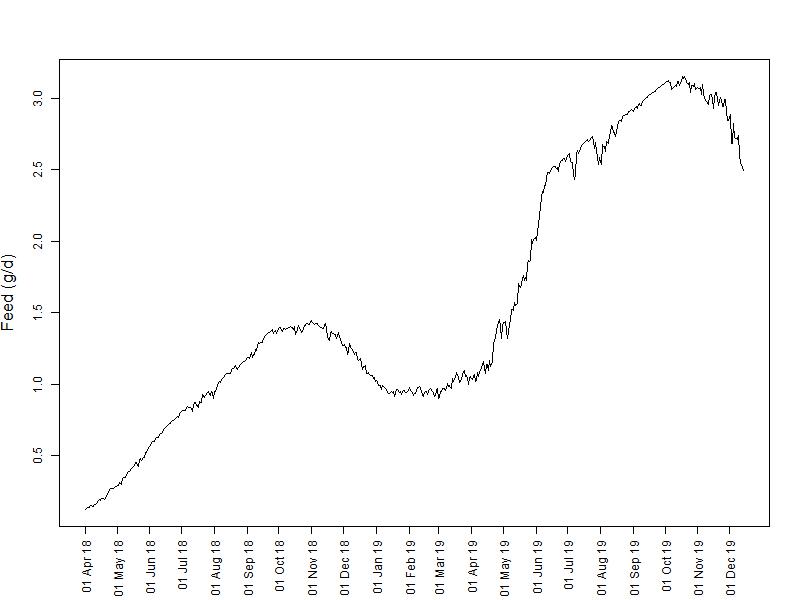 Feed (g/d)
3.0
2.5
2.0
1.5
1.0
0.5
01 Apr 18
01 May 18
01 Jun 18
01 Jul 18
01 Aug 18
01 Sep 18
01 Oct 18
01 Nov 18
01 Dec 18
01 Jan 19
01 Feb 19
01 Mar 19
01 Apr 19
01 May 19
01 Jun 19
01 Jul 19
01 Aug 19
01 Sep 19
01 Oct 19
01 Nov 19
01 Dec 19